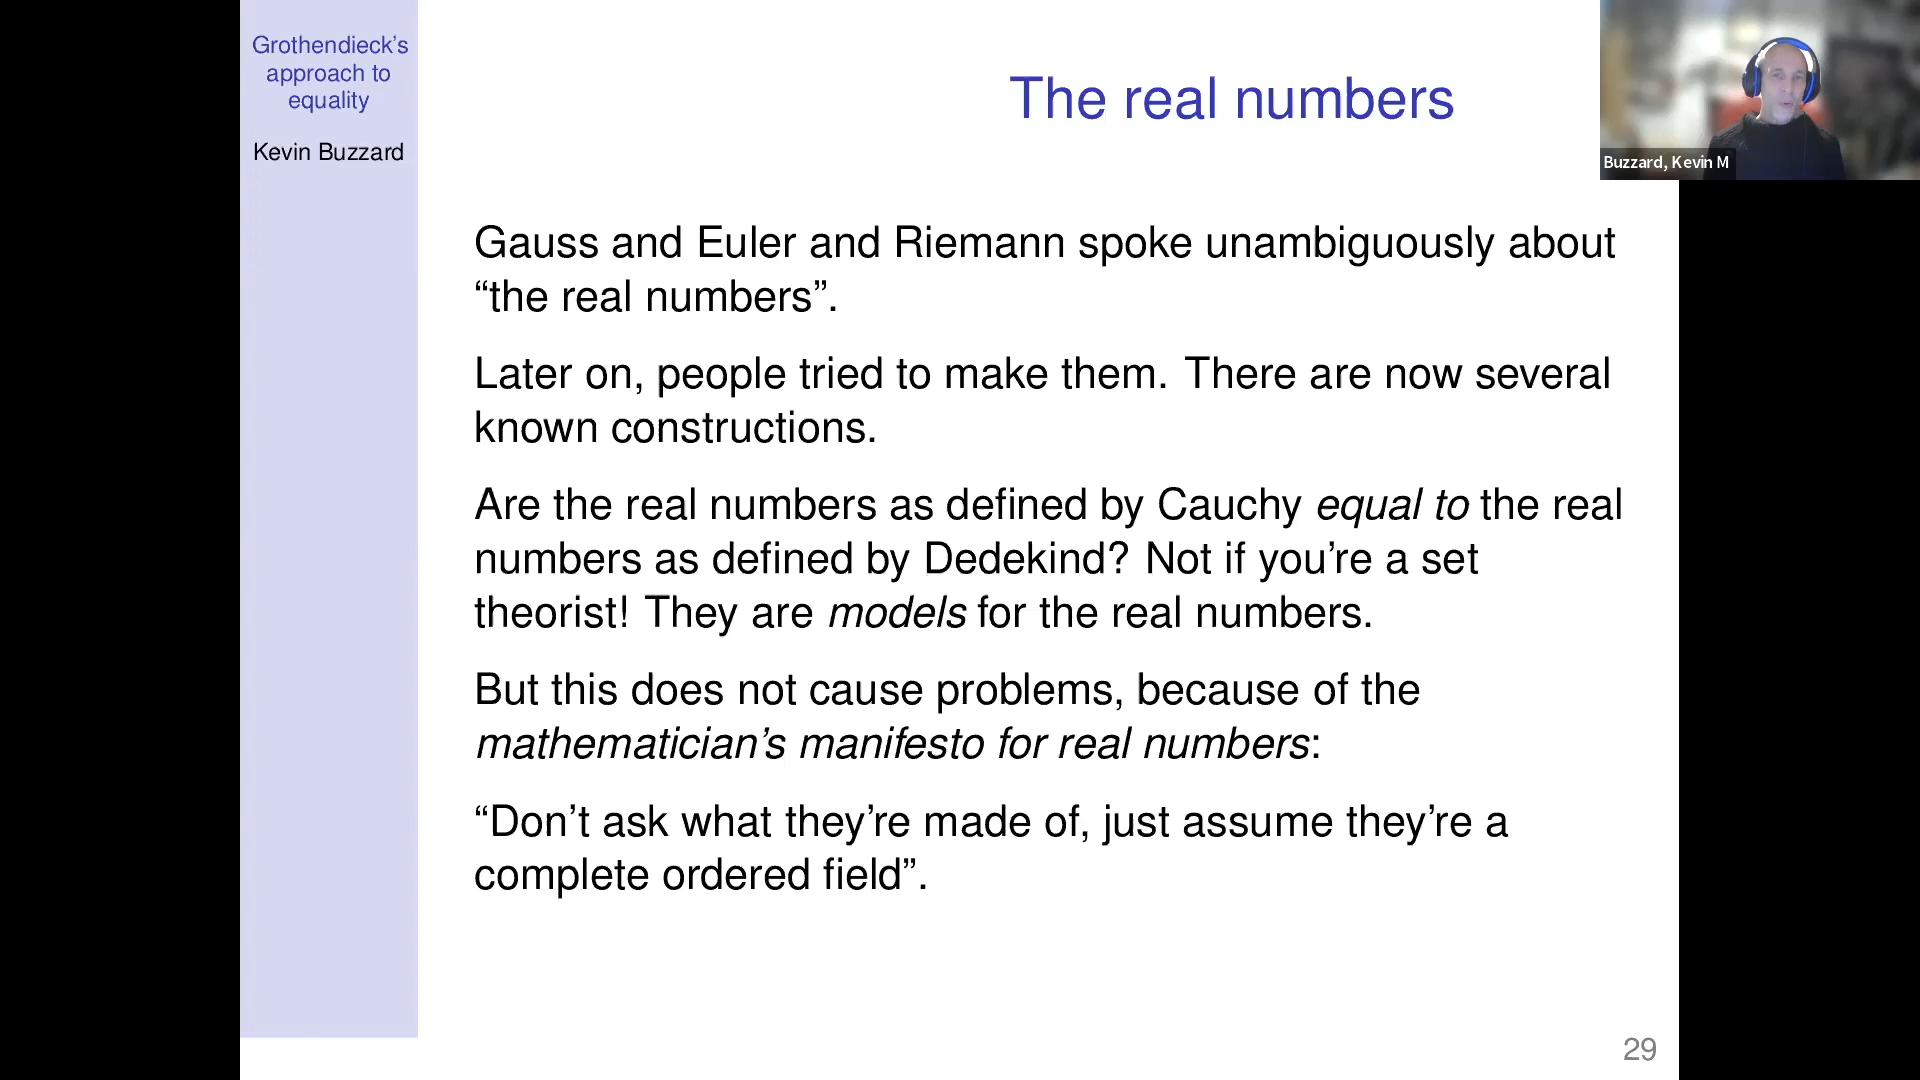 Grothendieck's
approach to
equality
Kevin Buzzard
The real numbers
Buzzard, Kevin M
Gauss and Euler and Riemann spoke unambiguously about
“the real numbers”.
Later on, people tried to make them. There are now several
known constructions.
Are the real numbers as defined by Cauchy equal to the real
numbers as defined by Dedekind? Not if you’re a set
theorist! They are models for the real numbers.
But this does not cause problems, because of the
mathematician’s manifesto for real numbers:
“Don’t ask what they’re made of, just assume they’re a
complete ordered field”.
29